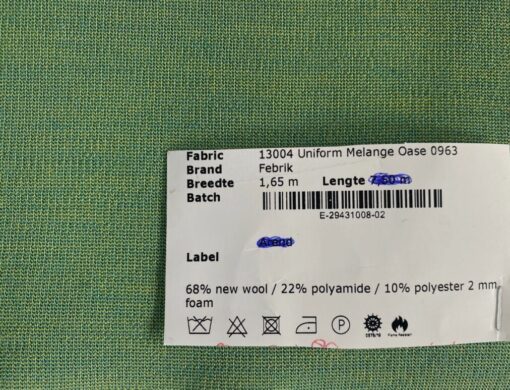 Fabric 13004 Uniform Melange Oase 0963
Brand Febrik
Breedte 1,65 m Lengte
Batch
E-29431008-02
Label
68% new wool / 22% polyamide / 10% polyester 2 mm
foam
P